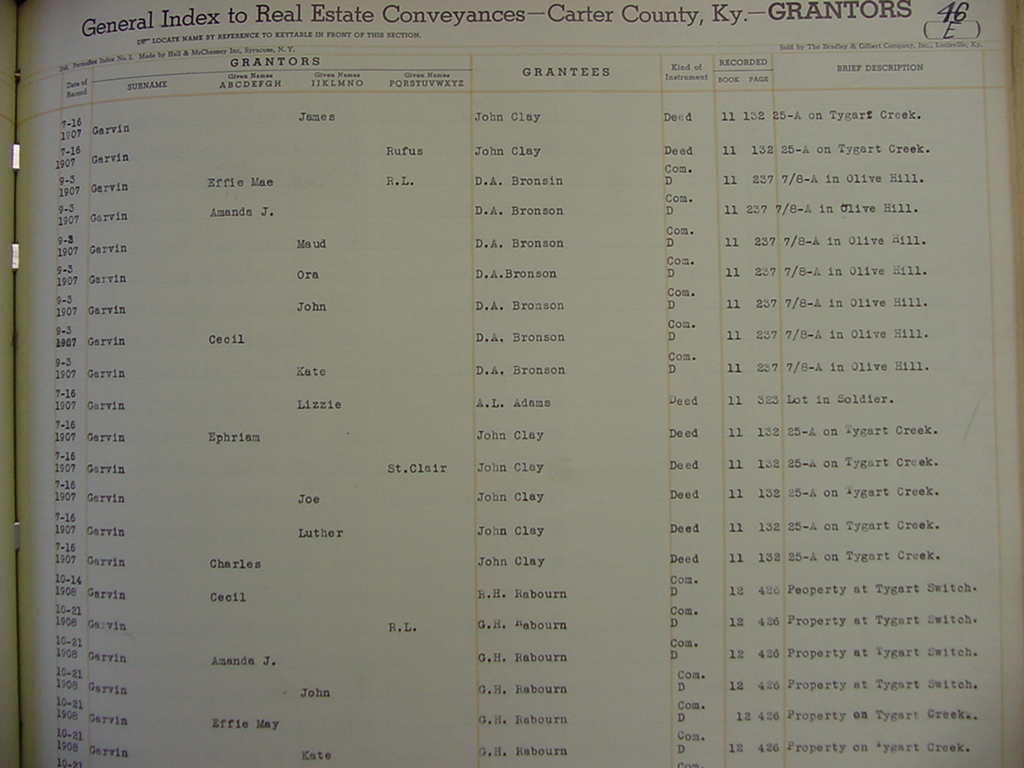 General Index to Real Estate Conveyances—Carter County, Ky.—GRANTORS 46 E
LOCATE NAME BY REFERENCE TO KEYTABLE IN FRONT OF THIS SECTION.
Index No. 2. Made by Hall & McChesney Inc, Syracuse, N. Y. Sold by The Bradley & Gilbert Company, Inc., Louisville, Ky.
GRANTORS GRANTEES Kind of Instrument RECORDED BRIEF DESCRIPTION
Date of Record SURNAME Given Names ABCDEFGH Given Names IJKLMNO Given Names PQRSTUVWXYZ BOOK PAGE
7-16 1907 Garvin James John Clay Deed 11 132 25-A on Tygart Creek.
7-16 1907 Garvin Rufus John Clay Deed 11 132 25-A on Tygart Creek.
9-3 1907 Garvin Effie Mae R.L. D.A. Bronsin Com. D 11 237 7/8-A in Olive Hill.
9-3 1907 Garvin Amanda J. D.A. Bronson Com. D 11 237 7/8-A in Olive Hill.
9-3 1907 Garvin Maud D.A. Bronson Com. D 11 237 7/8-A in Olive Hill.
9-3 1907 Garvin Ora D.A.Bronson Com. D 11 237 7/8-A in Olive Hill.
9-3 1907 Garvin John D.A. Bronson Com. D 11 237 7/8-A in Olive Hill.
9-3 1907 Garvin Cecil D.A. Bronson Com. D 11 237 7/8-A in Olive Hill.
9-3 1907 Garvin Kate D.A. Bronson Com. D 11 237 7/8-A in Olive Hill.
7-16 1907 Garvin Lizzie A.L. Adams Deed 11 323 Lot in Soldier.
7-16 1907 Garvin Ephriam John Clay Deed 11 132 25-A on Tygart Creek.
7-16 1907 Garvin St.Clair John Clay Deed 11 132 25-A on Tygart Creek.
7-16 1907 Garvin Joe John Clay Deed 11 132 25-A on Tygart Creek.
7-16 1907 Garvin Luther John Clay Deed 11 132 25-A on Tygart Creek.
7-16 1907 Garvin Charles John Clay Deed 11 132 25-A on Tygart Creek.
10-14 1908 Garvin Cecil R.H. Rabourn Com. D 12 426 Peoperty at Tygart Switch.
10-21 1908 Garvin R.L. G.H. Rabourn Com. D 12 426 Property at Tygart Switch.
10-21 1908 Garvin Amanda J. G.H. Rabourn Com. D 12 426 Property at Tygart Switch.
10-21 1908 Garvin John G.H. Rabourn Com. D 12 426 Property at Tygart Switch.
10-21 1908 Garvin Effie May G.H. Rabourn Com. D 12 426 Property on Tygart Creek.
10-21 1908 Garvin Kate G.H. Rabourn Com. D 12 426 Property on Tygart Creek.
10-21 Com.